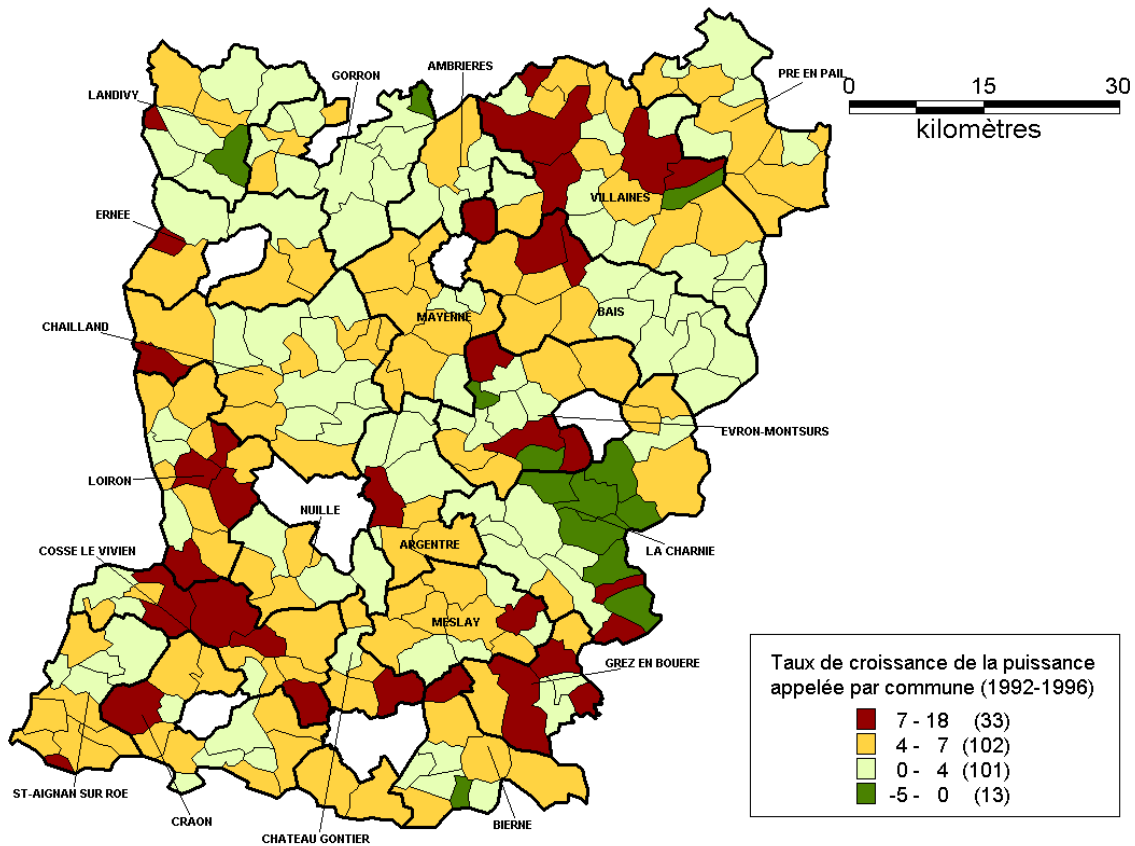 AMBRIERES
GORRON
PRE EN PAIL
LANDIVY
0 15 30
kilomètres
VILLAINES
ERNEE
CHAILLAND
MAYENNE
BAIS
EVRON-MONTSURS
LOIRON
NUILLE
ARGENTRE
COSSE LE VIVIEN
LA CHARNIE
MESLAY
GREZ EN BOUERE
Taux de croissance de la puissance
appelée par commune (1992-1996)
7 - 18 (33)
4 - 7 (102)
0 - 4 (101)
-5 - 0 (13)
ST-AIGNAN SUR ROE
CRAON
CHATEAU GONTIER
BIERNE